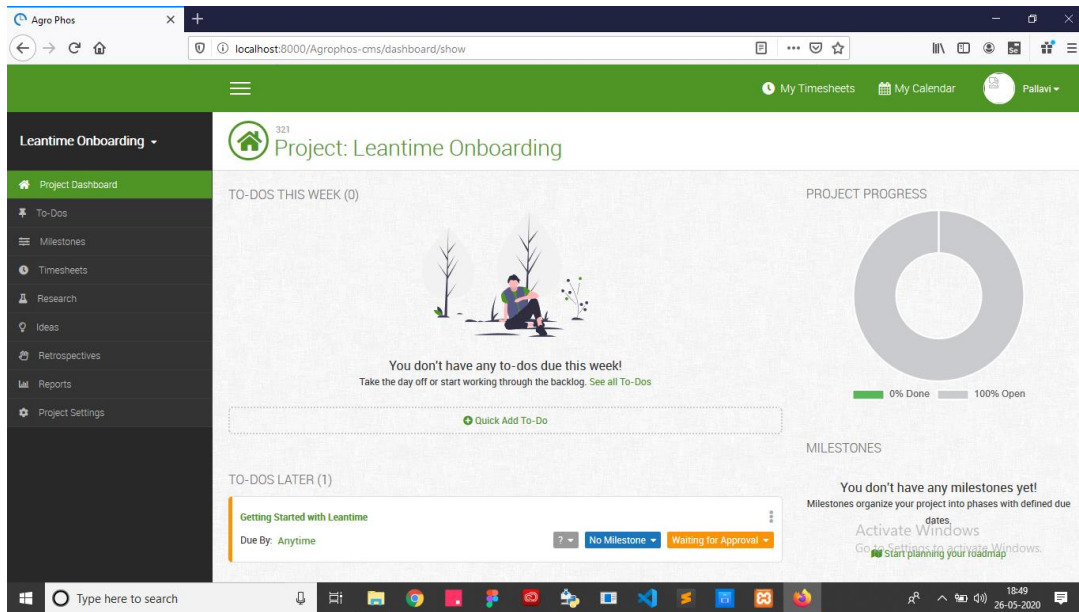 Agro Phos
localhost:8000/Agrophos-cms/dashboard/show
My Timesheets
My Calendar
Pallavi
Leantime Onboarding
321
Project: Leantime Onboarding
Project Dashboard
To-Dos
Milestones
Timesheets
Research
Ideas
Retrospectives
Reports
Project Settings
TO-DOS THIS WEEK (0)
You don't have any to-dos due this week!
Take the day off or start working through the backlog. See all To-Dos
Quick Add To-Do
TO-DOS LATER (1)
Getting Started with Leantime
Due By: Anytime
?
No Milestone
Waiting for Approval
PROJECT PROGRESS
0% Done
100% Open
MILESTONES
You don't have any milestones yet!
Milestones organize your project into phases with defined due
dates.
Start planning your roadmap
Activate Windows
Go to Settings to activate Windows.
Type here to search
18:49
26-05-2020